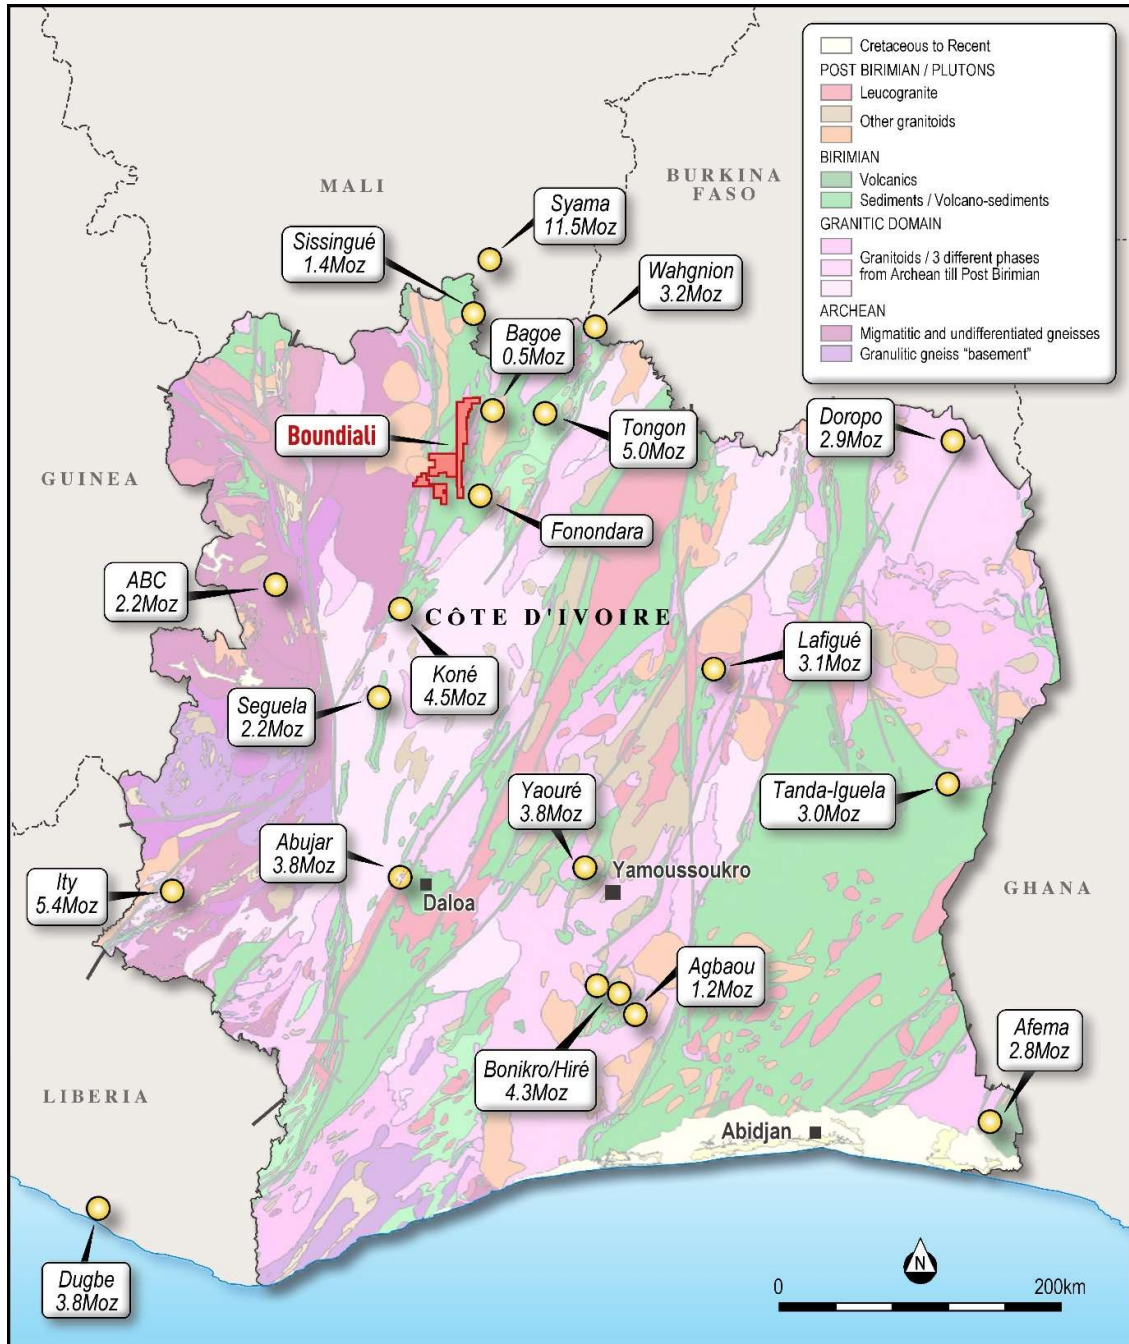 Cretaceous to Recent
POST BIRIMIAN / PLUTONS
Leucogranite
Other granitoids
BIRIMIAN
Volcanics
Sediments / Volcano-sediments
GRANITIC DOMAIN
Granitoids / 3 different phases
from Archean till Post Birimian
ARCHEAN
Migmatitic and undifferentiated gneisses
Granulitic gneiss “basement”
MALI
BURKINA
FASO
Syama
11.5Moz
Sissingué
1.4Moz
Wahgnion
3.2Moz
Bagoe
0.5Moz
Boundiali
Tongon
5.0Moz
Doropo
2.9Moz
GUINEA
Fonondara
ABC
2.2Moz
CÔTE D'IVOIRE
Koné
4.5Moz
Lafigué
3.1Moz
Seguela
2.2Moz
Yaouré
3.8Moz
Tanda-Iguela
3.0Moz
Abujar
3.8Moz
Yamoussoukro
Ity
5.4Moz
Daloa
GHANA
Agbaou
1.2Moz
Bonikro/Hiré
4.3Moz
Afema
2.8Moz
LIBERIA
Abidjan
Dugbe
3.8Moz
N
0
200km